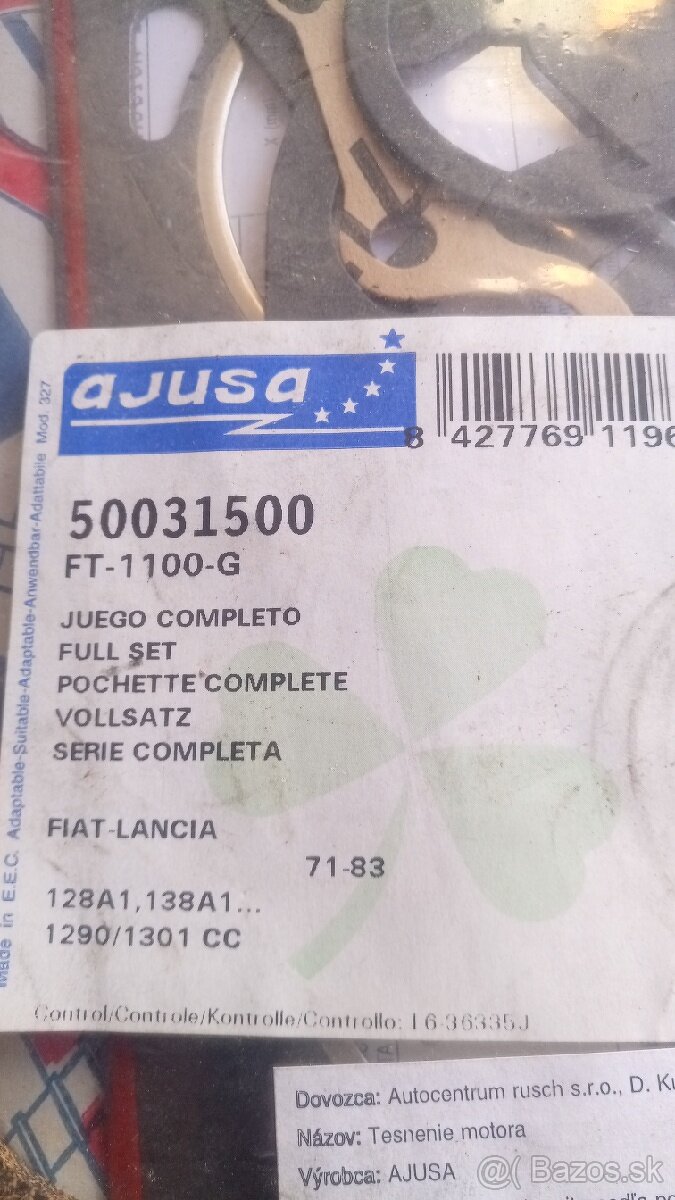 ajusa
8 427769 1196
50031500
FT-1100-G
JUEGO COMPLETO
FULL SET
POCHETTE COMPLETE
VOLLSATZ
SERIE COMPLETA
FIAT-LANCIA
71-83
128A1,138A1...
1290/1301 CC
Control/Controle/Kontrolle/Controllo: 16-36335J
Made in E.E.C. Adaptable-Suitable-Adaptable-Anwendbar-Adattabile Mod 327
Dovozca: Autocentrum rusch s.r.o., D. Ku
Názov: Tesnenie motora
Výrobca: AJUSA
@ Bazos.sk